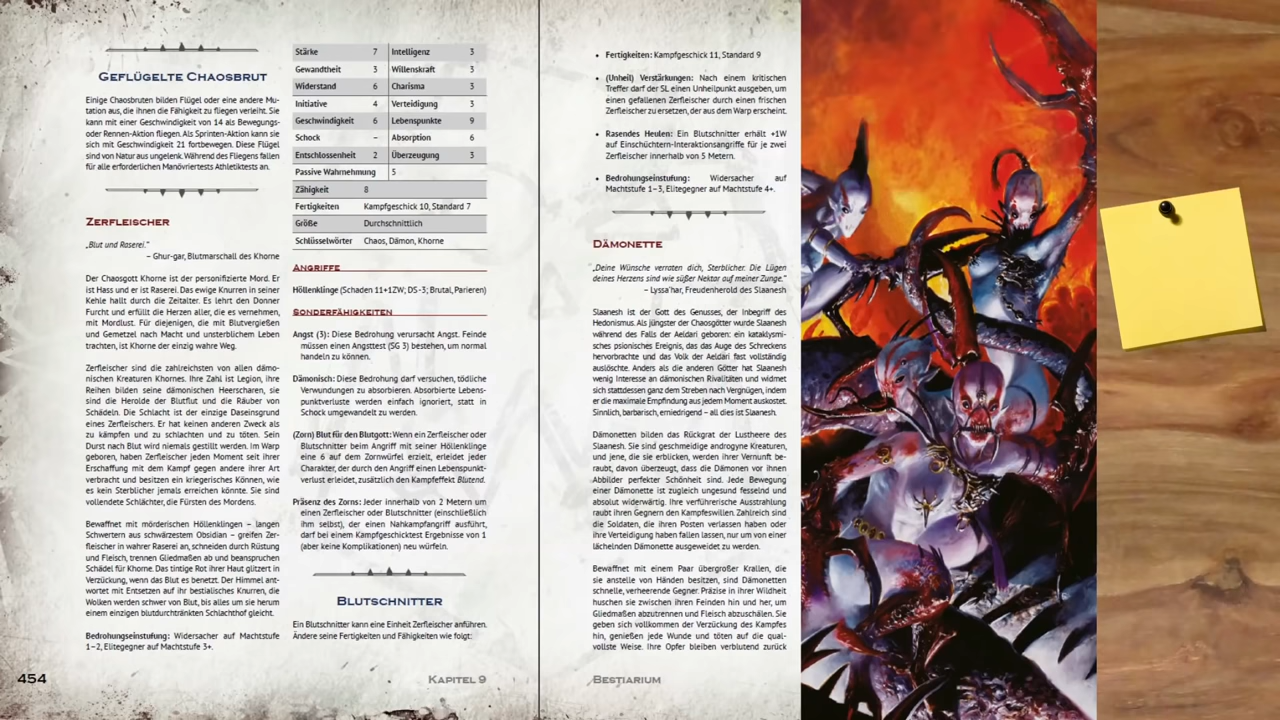 Geflügelte Chaosbrut
Einige Chaosbruten bilden Flügel oder eine andere Mu-
tation aus, die ihnen die Fähigkeit zu fliegen verleiht. Sie
kann mit einer Geschwindigkeit von 14 als Bewegungs-
oder Rennen-Aktion fliegen. Als Sprinten-Aktion kann sie
sich mit Geschwindigkeit 21 fortbewegen. Diese Flügel
sind von Natur aus ungelenk. Während des Fliegens fallen
für alle erforderlichen Manövriertests Athletiktests an.
Zerfleischer
„Blut und Raserei.“
– Ghur-gar, Blutmarschall des Khorne
Der Chaosgott Khorne ist der personifizierte Mord. Er
ist Hass und er ist Raserei. Das ewige Knurren in seiner
Kehle hallt durch die Zeitalter. Es lehrt den Donner
Furcht und erfüllt die Herzen aller, die es vernehmen,
mit Mordlust. Für diejenigen, die mit Blutvergießen
und Gemetzel nach Macht und unsterblichem Leben
trachten, ist Khorne der einzig wahre Weg.
Zerfleischer sind die zahlreichsten von allen dämo-
nischen Kreaturen Khornes. Ihre Zahl ist Legion, ihre
Reihen bilden seine dämonischen Heerscharen, sie
sind die Herolde der Blutflut und die Räuber von
Schädeln. Die Schlacht ist der einzige Daseinsgrund
eines Zerfleischers. Er hat keinen anderen Zweck als
zu kämpfen und zu schlachten und zu töten. Sein
Durst nach Blut wird niemals gestillt werden. Im Warp
geboren, haben Zerfleischer jeden Moment seit ihrer
Erschaffung mit dem Kampf gegen andere ihrer Art
verbracht und besitzen ein kriegerisches Können, wie
es kein Sterblicher jemals erreichen könnte. Sie sind
vollendete Schlächter, die Fürsten des Mordens.
Bewaffnet mit mörderischen Höllenklingen – langen
Schwertern aus schwärzestem Obsidian – greifen Zer-
fleischer in wahrer Raserei an, schneiden durch Rüstung
und Fleisch, trennen Gliedmaßen ab und beanspruchen
Schädel für Khorne. Das tintige Rot ihrer Haut glitzert in
Verzückung, wenn das Blut es benetzt. Der Himmel ant-
wortet mit Entsetzen auf ihr bestialisches Knurren, die
Wolken werden schwer von Blut, bis alles um sie herum
einem einzigen blutdurchtränkten Schlachthof gleicht.
Bedrohungseinstufung: Widersacher auf Machtstufe
1–2, Elitegegner auf Machtstufe 3+.
Stärke 7 Intelligenz 3
Gewandtheit 3 Willenskraft 3
Widerstand 6 Charisma 3
Initiative 4 Verteidigung 3
Geschwindigkeit 6 Lebenspunkte 9
Schock – Absorption 6
Entschlossenheit 2 Überzeugung 3
Passive Wahrnehmung 5
Zähigkeit 8
Fertigkeiten Kampfgeschick 10, Standard 7
Größe Durchschnittlich
Schlüsselwörter Chaos, Dämon, Khorne
Angriffe
Höllenklinge (Schaden 11+1ZW; DS -3; Brutal, Parieren)
Sonderfähigkeiten
Angst (3): Diese Bedrohung verursacht Angst. Feinde
müssen einen Angsttest (SG 3) bestehen, um normal
handeln zu können.
Dämonisch: Diese Bedrohung darf versuchen, tödliche
Verwundungen zu absorbieren. Absorbierte Lebens-
punktverluste werden einfach ignoriert, statt in
Schock umgewandelt zu werden.
(Zorn) Blut für den Blutgott: Wenn ein Zerfleischer oder
Blutschnitter beim Angriff mit seiner Höllenklinge
eine 6 auf dem Zornwürfel erzielt, erleidet jeder
Charakter, der durch den Angriff einen Lebenspunkt-
verlust erleidet, zusätzlich den Kampfeffekt Blutend.
Präsenz des Zorns: Jeder innerhalb von 2 Metern um
einen Zerfleischer oder Blutschnitter (einschließlich
ihm selbst), der einen Nahkampfangriff ausführt,
darf bei einem Kampfgeschicktest Ergebnisse von 1
(aber keine Komplikationen) neu würfeln.
Blutschnitter
Ein Blutschnitter kann eine Einheit Zerfleischer anführen.
Ändere seine Fertigkeiten und Fähigkeiten wie folgt:
454
Kapitel 9
• Fertigkeiten: Kampfgeschick 11, Standard 9
• (Unheil) Verstärkungen: Nach einem kritischen
Treffer darf der SL einen Unheilpunkt ausgeben, um
einen gefallenen Zerfleischer durch einen frischen
Zerfleischer zu ersetzen, der aus dem Warp erscheint.
• Rasendes Heulen: Ein Blutschnitter erhält +1W
auf Einschüchtern-Interaktionsangriffe für je zwei
Zerfleischer innerhalb von 5 Metern.
• Bedrohungseinstufung: Widersacher auf
Machtstufe 1–3, Elitegegner auf Machtstufe 4+.
Dämonette
„Deine Wünsche verraten dich, Sterblicher. Die Lügen
deines Herzens sind wie süßer Nektar auf meiner Zunge.“
– Lyssa'har, Freudenherold des Slaanesh
Slaanesh ist der Gott des Genusses, der Inbegriff des
Hedonismus. Als jüngster der Chaosgötter wurde Slaanesh
während des Falls der Aeldari geboren: ein kataklysmi-
sches psionisches Ereignis, das das Auge des Schreckens
hervorbrachte und das Volk der Aeldari fast vollständig
auslöschte. Anders als die anderen Götter hat Slaanesh
wenig Interesse an dämonischen Rivalitäten und widmet
sich stattdessen ganz dem Streben nach Vergnügen, indem
er die maximale Empfindung aus jedem Moment auskostet.
Sinnlich, barbarisch, erniedrigend – all dies ist Slaanesh.
Dämonetten bilden das Rückgrat der Lustheere des
Slaanesh. Sie sind geschmeidige androgyne Kreaturen,
und jene, die sie erblicken, werden ihrer Vernunft be-
raubt, davon überzeugt, dass die Dämonen vor ihnen
Abbilder perfekter Schönheit sind. Jede Bewegung
einer Dämonette ist zugleich ungesund fesselnd und
absolut widerwärtig. Ihre verführerische Ausstrahlung
raubt ihren Gegnern den Kampfeswillen. Zahlreich sind
die Soldaten, die ihren Posten verlassen haben oder
ihre Verteidigung haben fallen lassen, nur um von einer
lächelnden Dämonette ausgeweidet zu werden.
Bewaffnet mit einem Paar übergroßer Krallen, die
sie anstelle von Händen besitzen, sind Dämonetten
schnelle, verheerende Gegner. Präzise in ihrer Wildheit
huschen sie zwischen ihren Feinden hin und her, um
Gliedmaßen abzutrennen und Fleisch abzuschälen. Sie
geben sich vollkommen der Verzückung des Kampfes
hin, genießen jede Wunde und töten auf die qual-
vollste Weise. Ihre Opfer bleiben verblutend zurück
Bestiarium